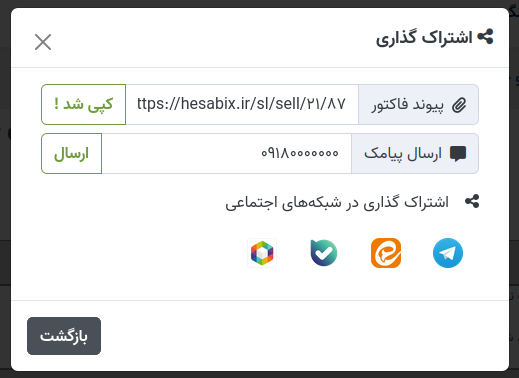 اشتراک گذاری
پیوند فاکتور ttps://hesabix.ir/sl/sell/۲۱/۸۷ کپی شد !
ارسال پیامک ۰۹۱۸۰۰۰۰۰۰۰ ارسال
اشتراک گذاری در شبکه‌های اجتماعی
بازگشت